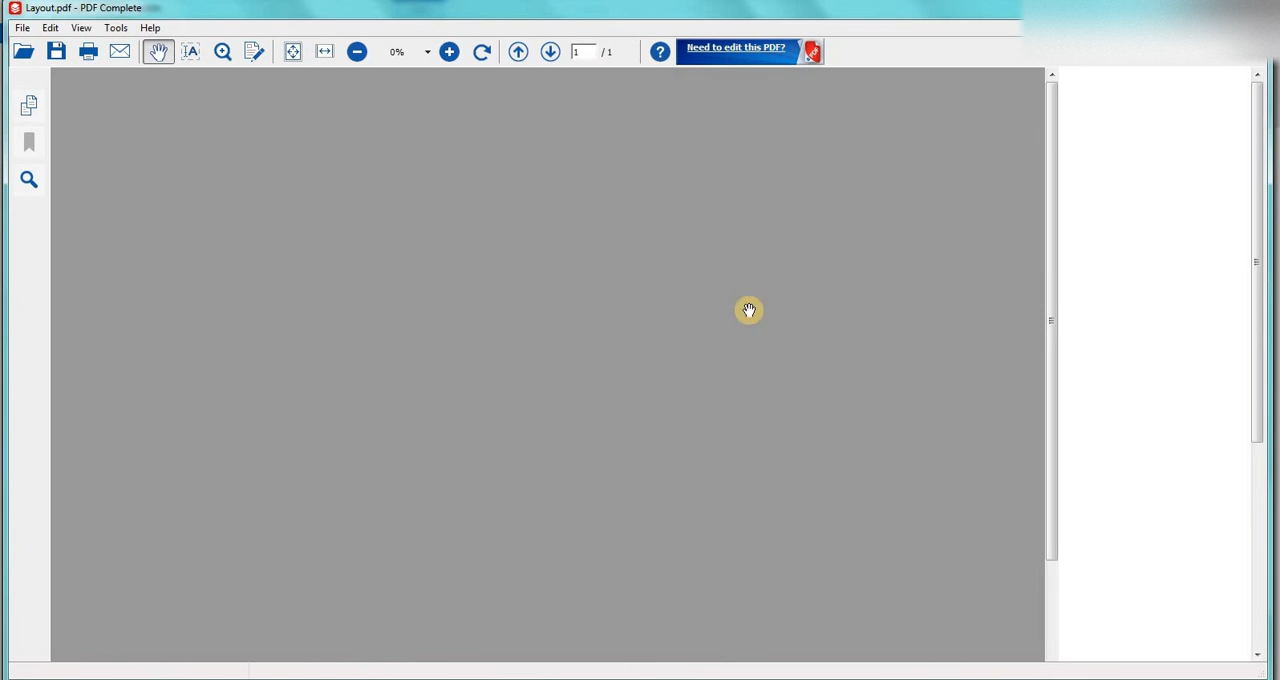 Layout.pdf - PDF Complete
File Edit View Tools Help
0% 1 / 1 Need to edit this PDF?